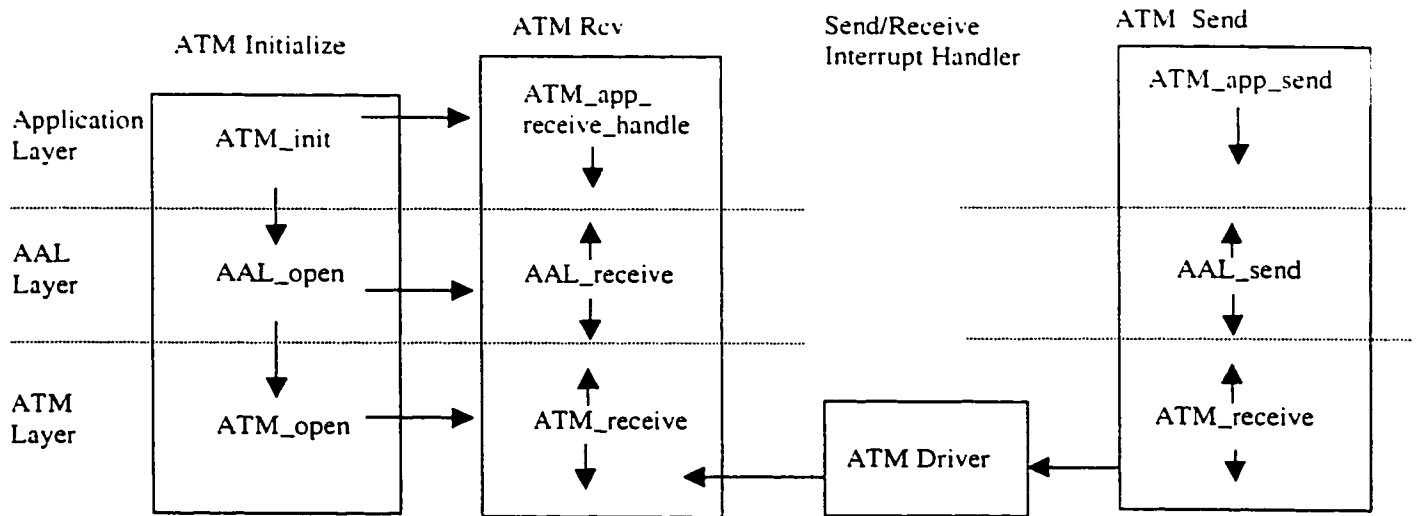 ATM Initialize
ATM Rcv
Send/Receive
Interrupt Handler
ATM Send
Application
Layer
ATM_init
ATM_app_
receive_handle
ATM_app_send
AAL
Layer
AAL_open
AAL_receive
AAL_send
ATM
Layer
ATM_open
ATM_receive
ATM Driver
ATM_receive